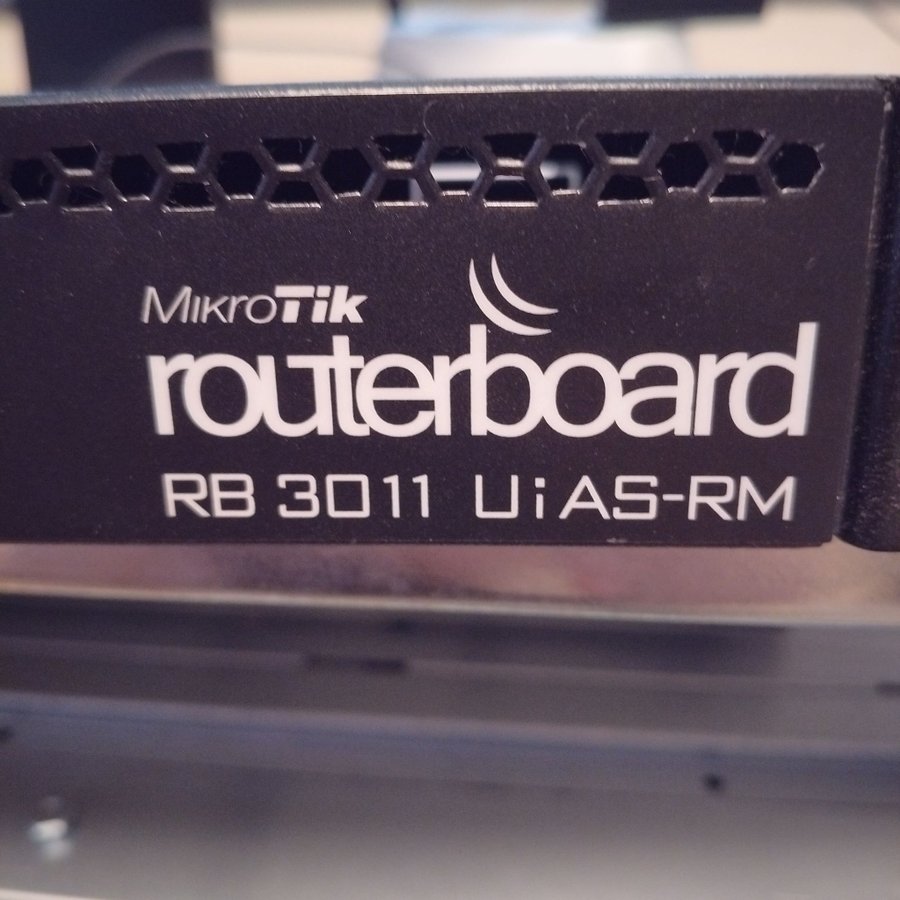 MikroTik
routerboard
RB 3011 UiAS-RM